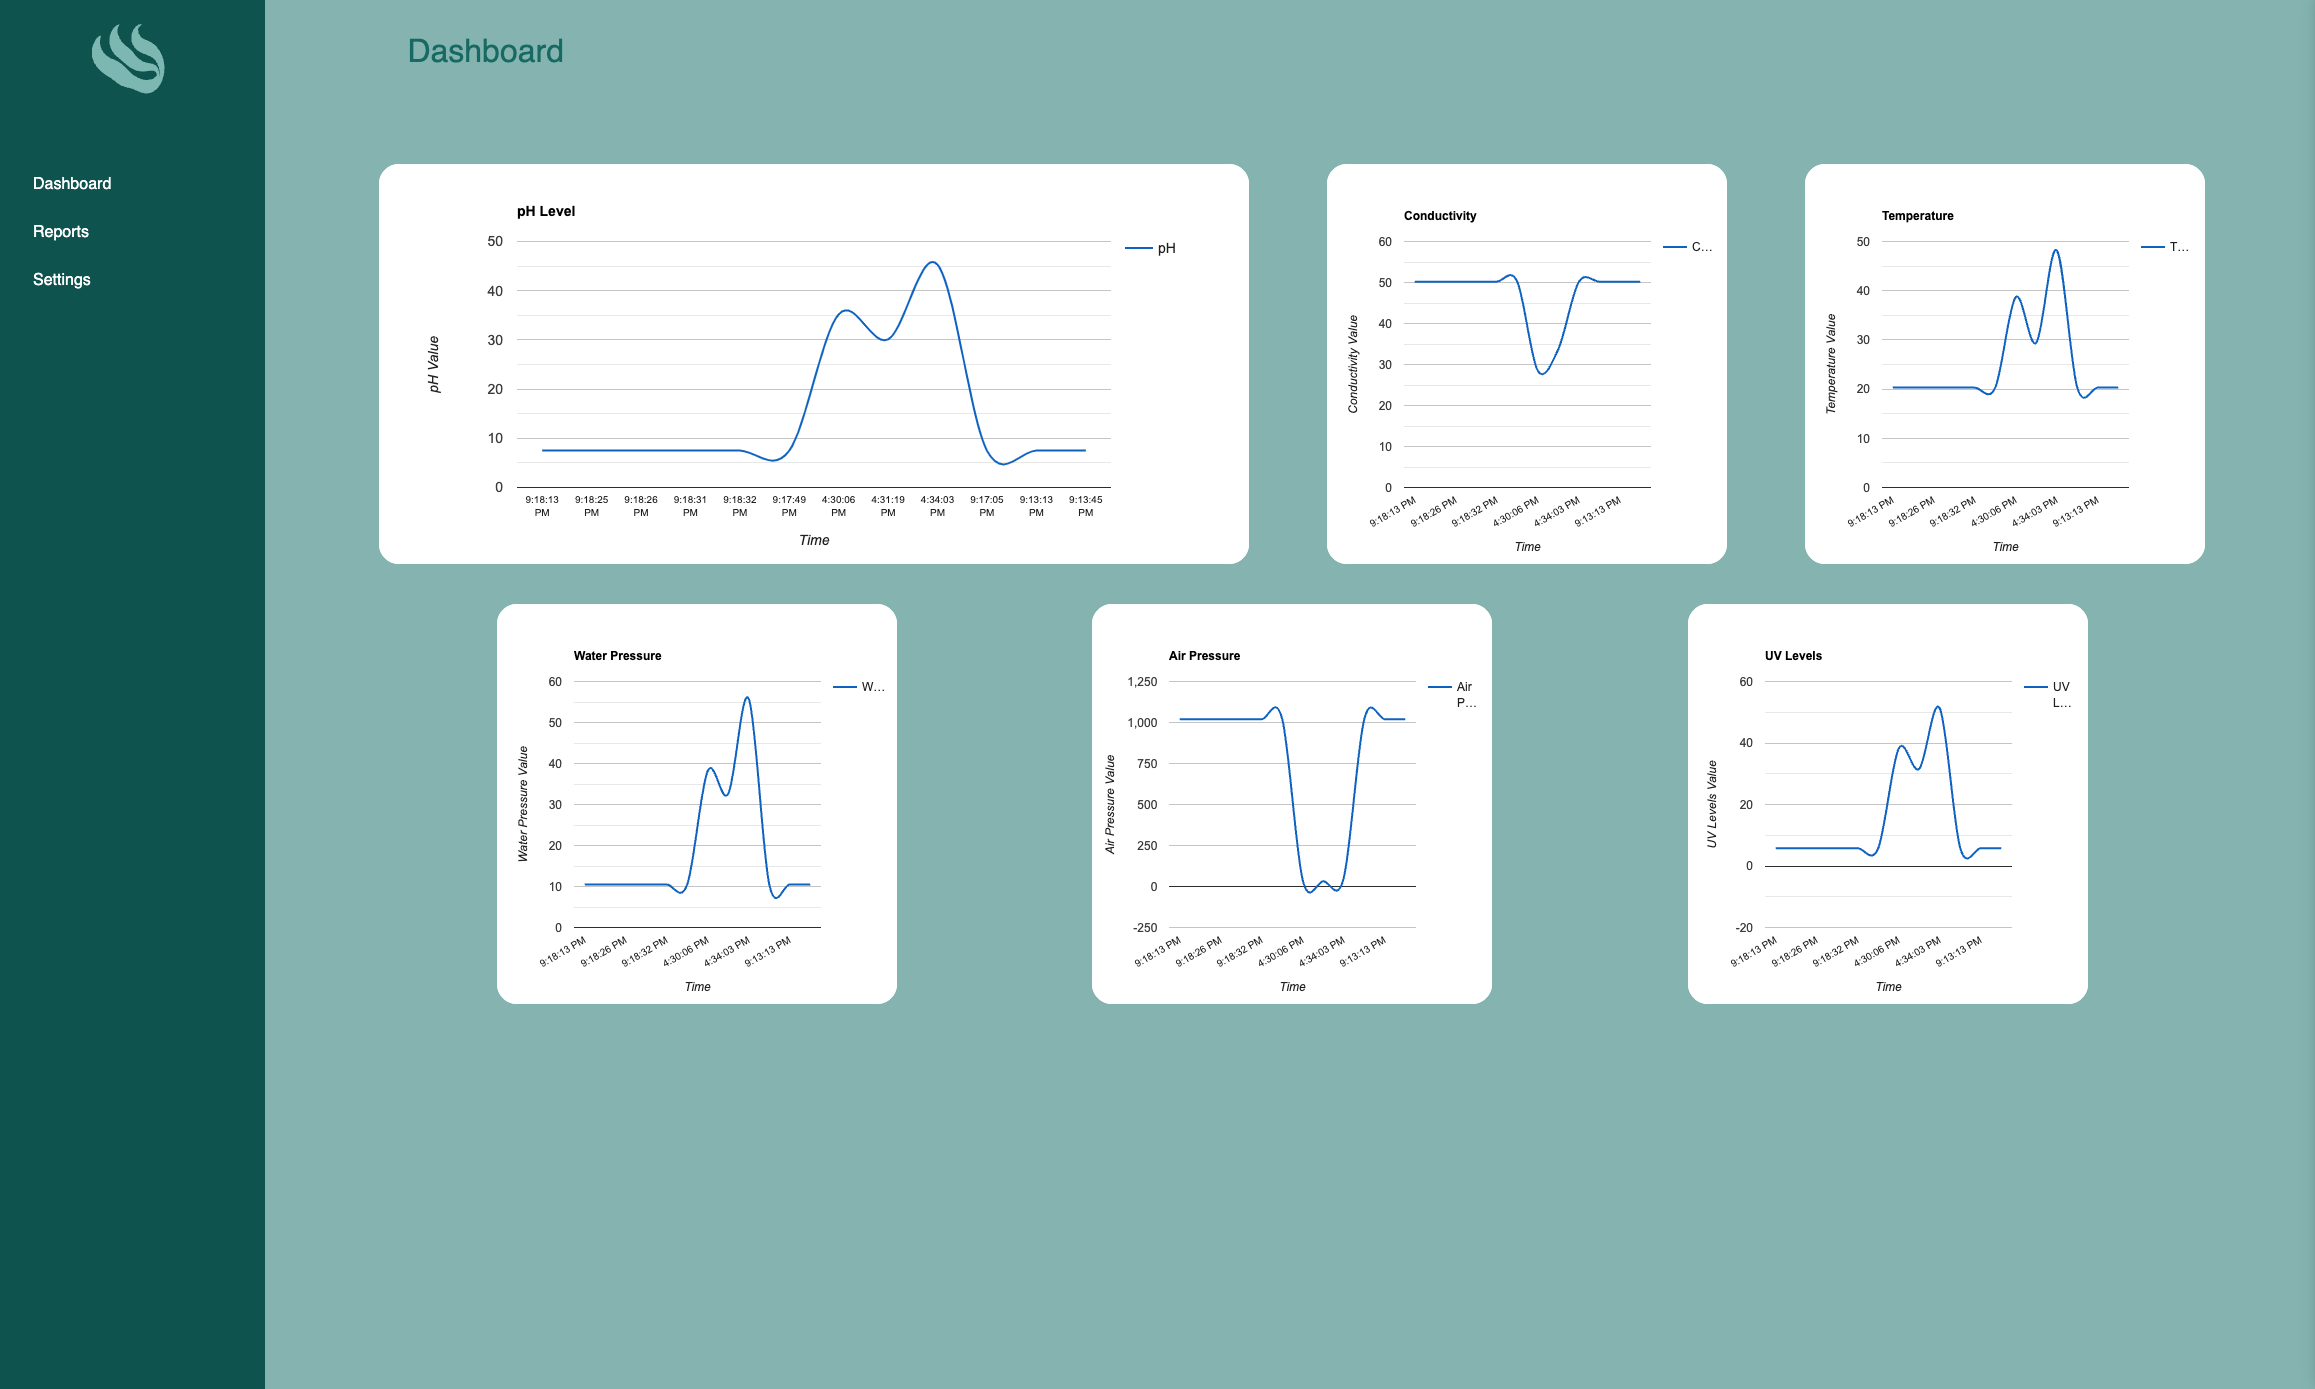 Dashboard
Reports
Settings
Dashboard
pH Level
pH
pH Value
50
40
30
20
10
0
9:18:13 PM
9:18:25 PM
9:18:26 PM
9:18:31 PM
9:18:32 PM
9:17:49 PM
4:30:06 PM
4:31:19 PM
4:34:03 PM
9:17:05 PM
9:13:13 PM
9:13:45 PM
Time
Conductivity
C...
Conductivity Value
60
50
40
30
20
10
0
9:18:13 PM
9:18:26 PM
9:18:32 PM
4:30:06 PM
4:34:03 PM
9:13:13 PM
Time
Temperature
T...
Temperature Value
50
40
30
20
10
0
9:18:13 PM
9:18:26 PM
9:18:32 PM
4:30:06 PM
4:34:03 PM
9:13:13 PM
Time
Water Pressure
W...
Water Pressure Value
60
50
40
30
20
10
0
9:18:13 PM
9:18:26 PM
9:18:32 PM
4:30:06 PM
4:34:03 PM
9:13:13 PM
Time
Air Pressure
Air
P...
Air Pressure Value
1,250
1,000
750
500
250
0
-250
9:18:13 PM
9:18:26 PM
9:18:32 PM
4:30:06 PM
4:34:03 PM
9:13:13 PM
Time
UV Levels
UV
L...
UV Levels Value
60
40
20
0
-20
9:18:13 PM
9:18:26 PM
9:18:32 PM
4:30:06 PM
4:34:03 PM
9:13:13 PM
Time